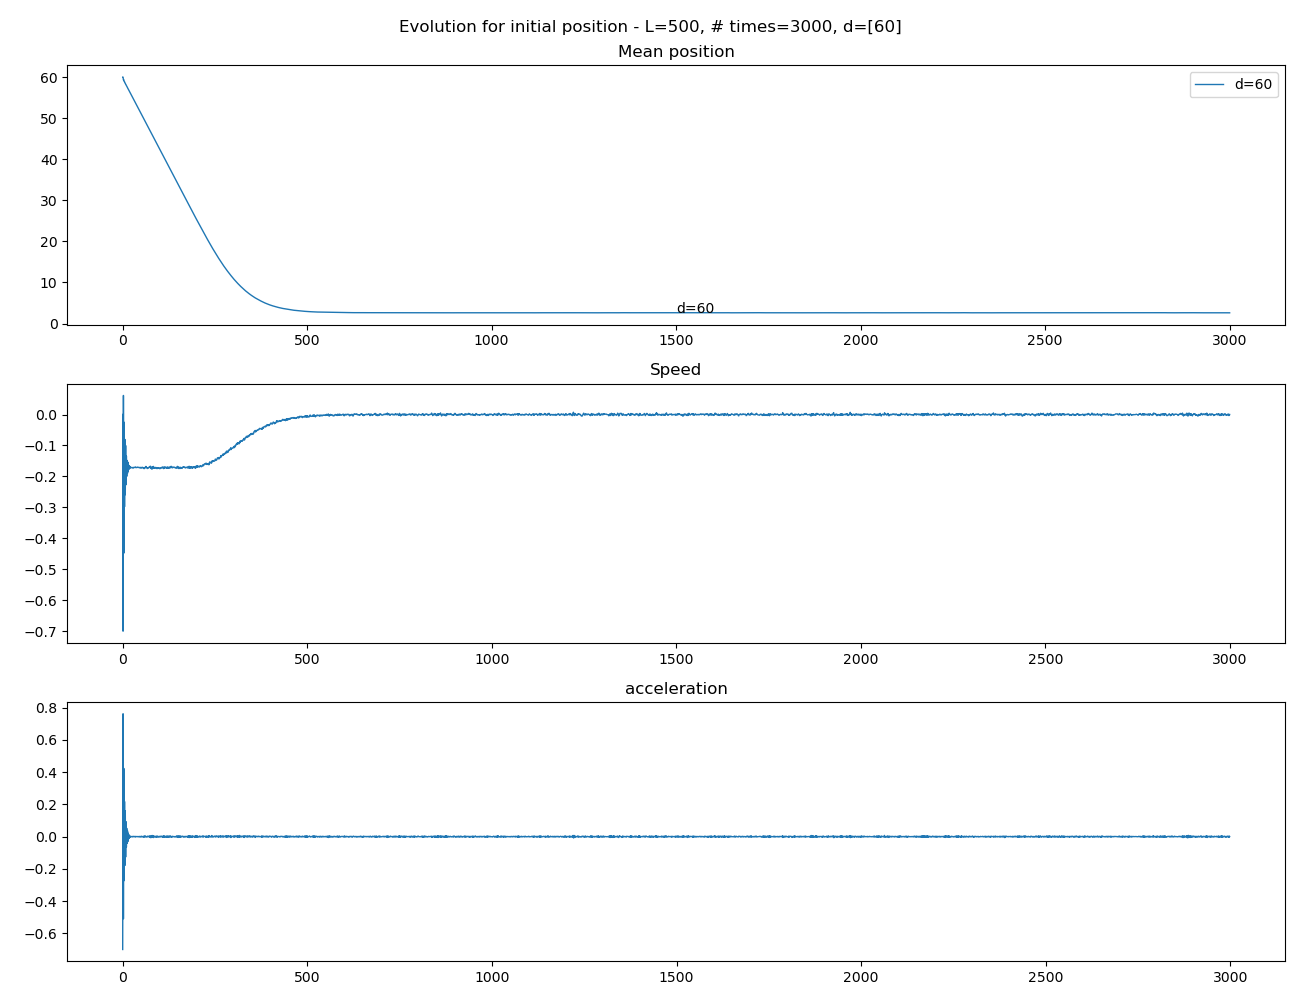 Evolution for initial position - L=500, # times=3000, d=[60]
Mean position
60
50
40
30
20
10
0
d=60
d=60
0 500 1000 1500 2000 2500 3000
Speed
0.0
−0.1
−0.2
−0.3
−0.4
−0.5
−0.6
−0.7
0 500 1000 1500 2000 2500 3000
acceleration
0.8
0.6
0.4
0.2
0.0
−0.2
−0.4
−0.6
0 500 1000 1500 2000 2500 3000